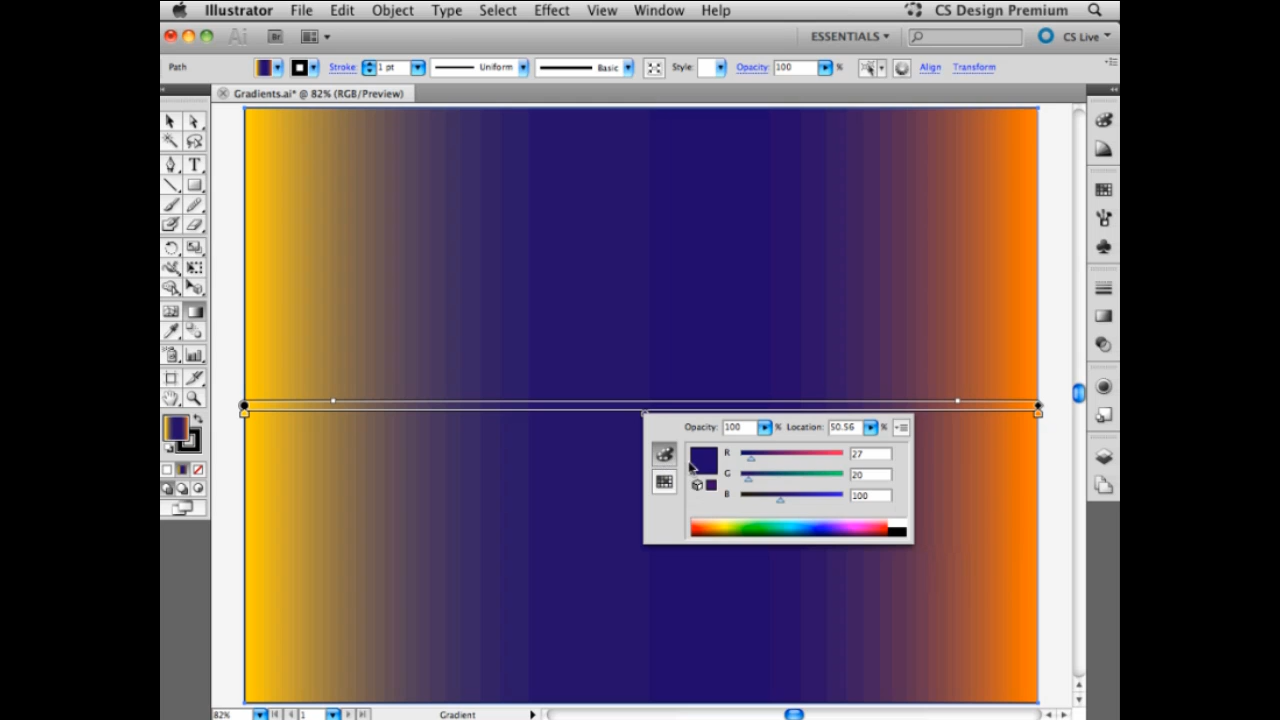 Illustrator File Edit Object Type Select Effect View Window Help CS Design Premium
Ai Br ESSENTIALS CS Live
Path Stroke: 1 pt Uniform Basic Style: Opacity: 100 % Align Transform
Gradients.ai* @ 82% (RGB/Preview)
T
Opacity: 100 % Location: 50.56 %
R 27
G 20
B 100
82% 1 Gradient